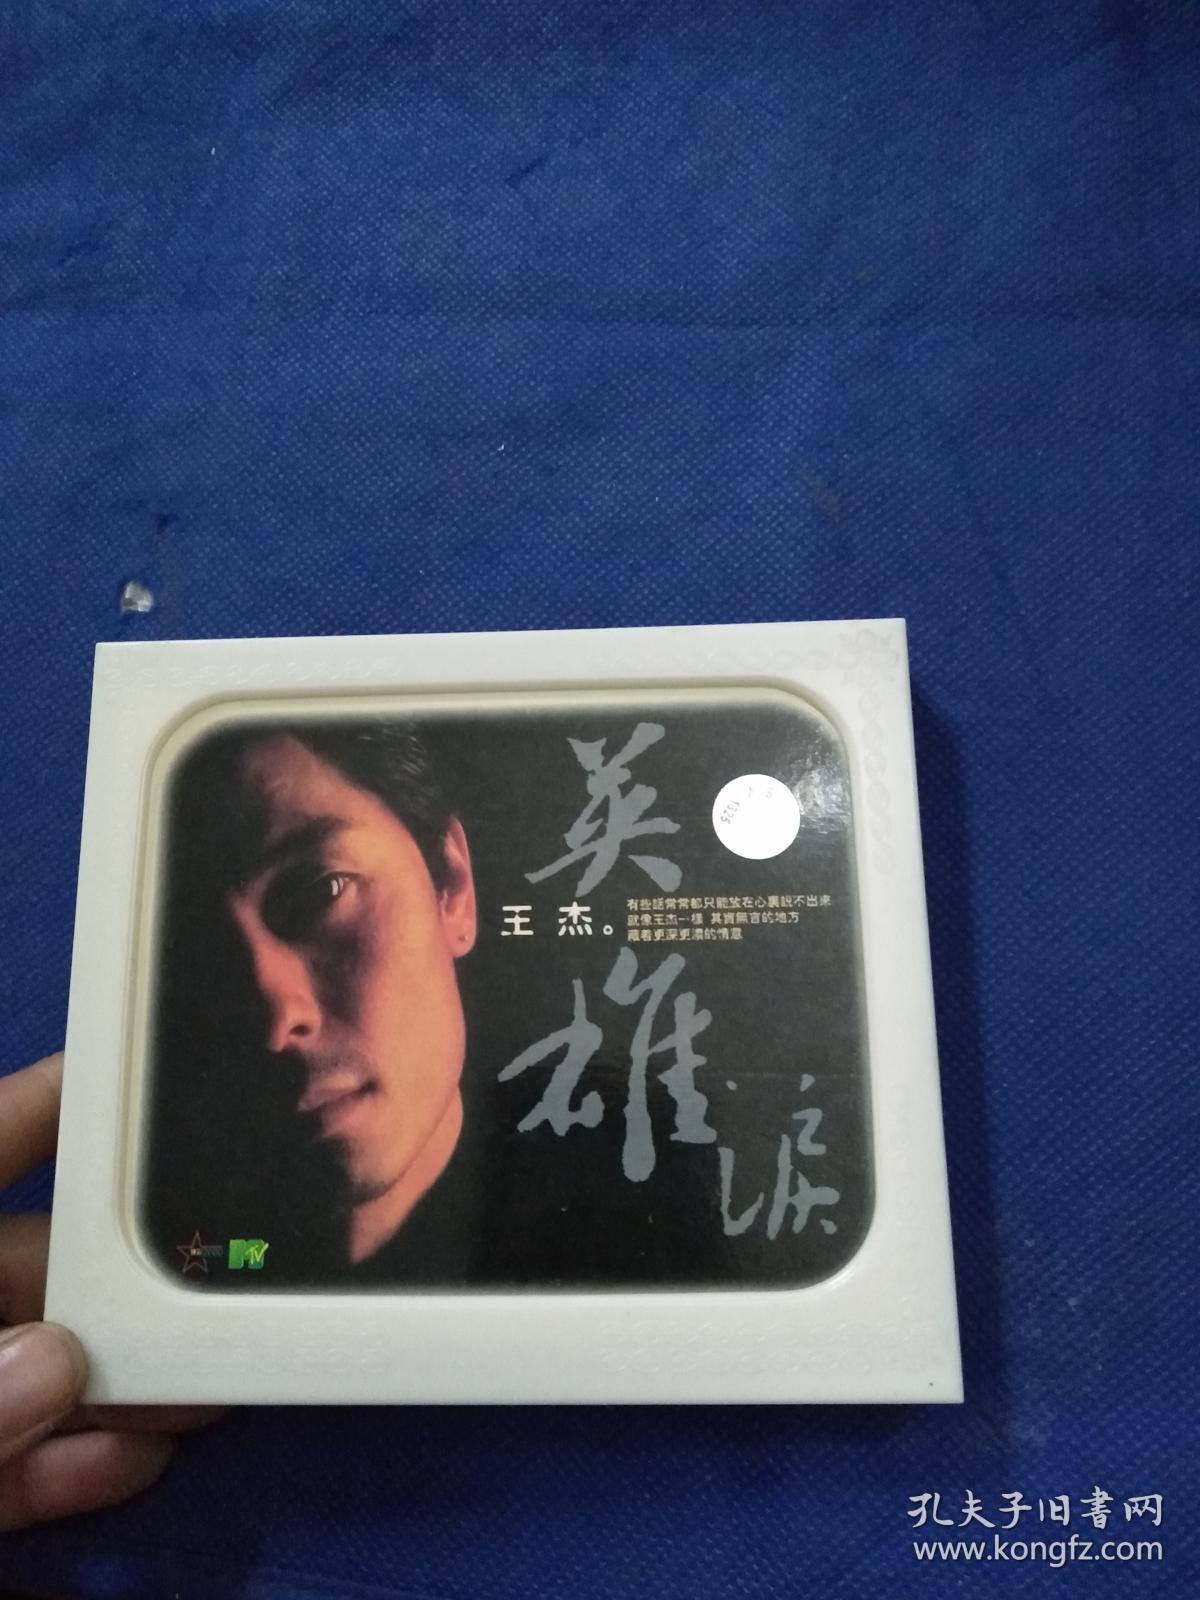 英雄淚
王杰。
有些話常常都只能放在心裏說不出來
就像王杰一樣 其實無言的地方
藏着更深更濃的情意
1325
MTV
孔夫子旧書网
www.kongfz.com